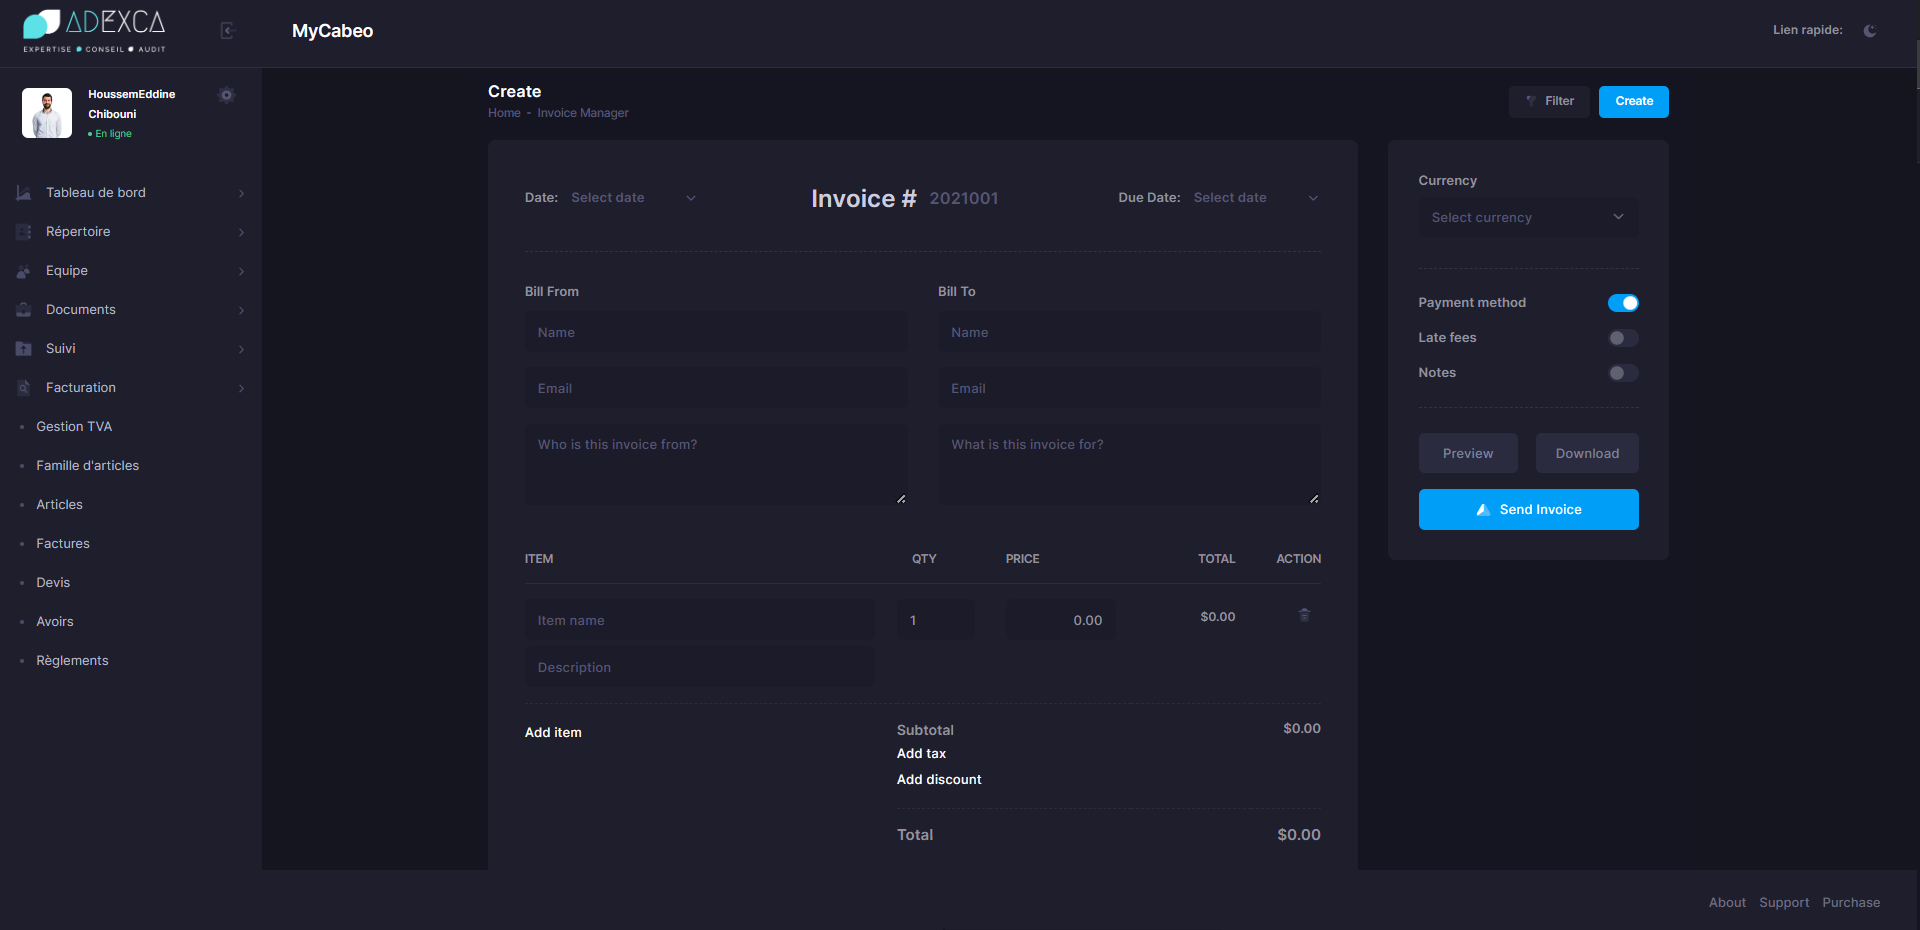 ADEXCA
EXPERTISE CONSEIL AUDIT
MyCabeo
Lien rapide:
HoussemEddine
Chibouni
En ligne
Tableau de bord
Répertoire
Equipe
Documents
Suivi
Facturation
Gestion TVA
Famille d'articles
Articles
Factures
Devis
Avoirs
Règlements
Create
Home - Invoice Manager
Filter
Create
Date: Select date
Invoice # 2021001
Due Date: Select date
Bill From
Bill To
Name
Name
Email
Email
Who is this invoice from?
What is this invoice for?
ITEM QTY PRICE TOTAL ACTION
Item name 1 0.00 $0.00
Description
Add item
Subtotal $0.00
Add tax
Add discount
Total $0.00
Currency
Select currency
Payment method
Late fees
Notes
Preview
Download
Send Invoice
About Support Purchase